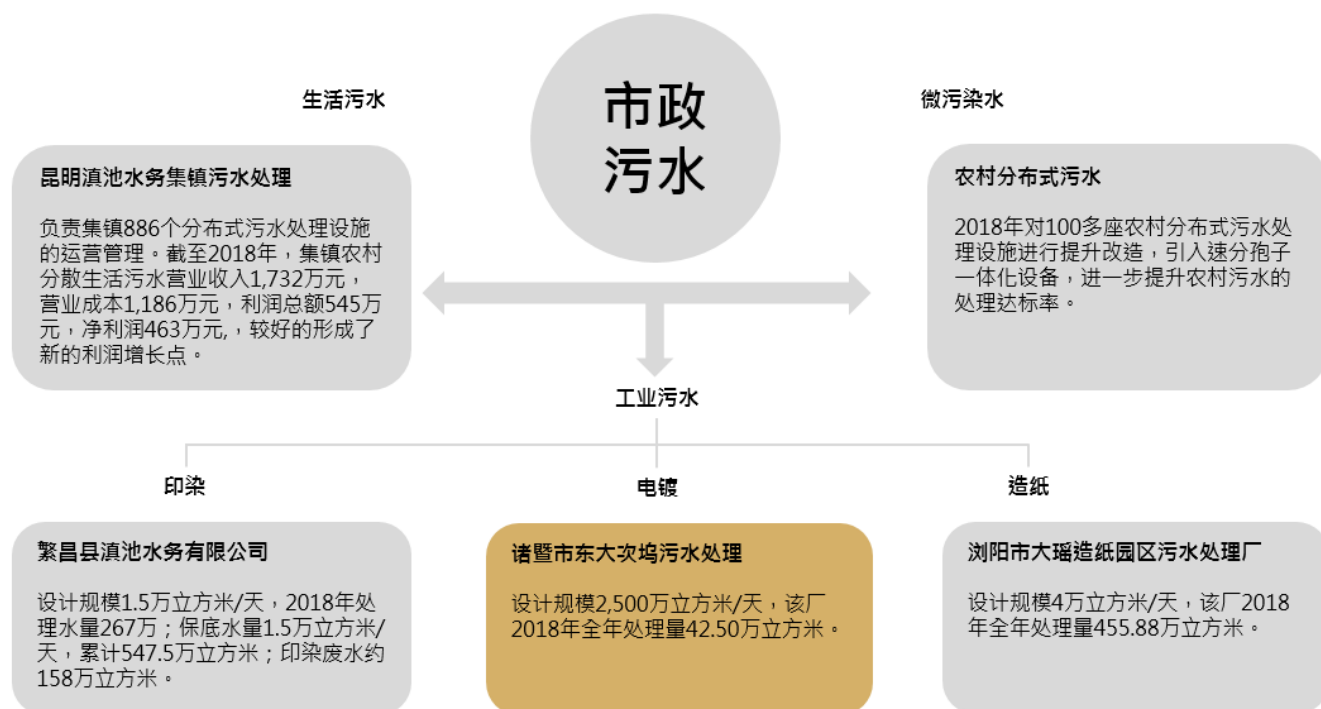 市政
污水
生活污水
微污染水
昆明滇池水务集镇污水处理
负责集镇886个分布式污水处理设施
的运营管理。截至2018年，集镇农村
分散生活污水营业收入1,732万元，
营业成本1,186万元，利润总额545万
元，净利润463万元,，较好的形成了
新的利润增长点。
农村分布式污水
2018年对100多座农村分布式污水处
理设施进行提升改造，引入速分孢子
一体化设备，进一步提升农村污水的
处理达标率。
工业污水
印染
电镀
造纸
繁昌县滇池水务有限公司
设计规模1.5万立方米/天，2018年处
理水量267万；保底水量1.5万立方米/
天，累计547.5万立方米；印染废水约
158万立方米。
诸暨市东大次坞污水处理
设计规模2,500万立方米/天，该厂
2018年全年处理量42.50万立方米。
浏阳市大瑶造纸园区污水处理厂
设计规模4万立方米/天，该厂2018
年全年处理量455.88万立方米。